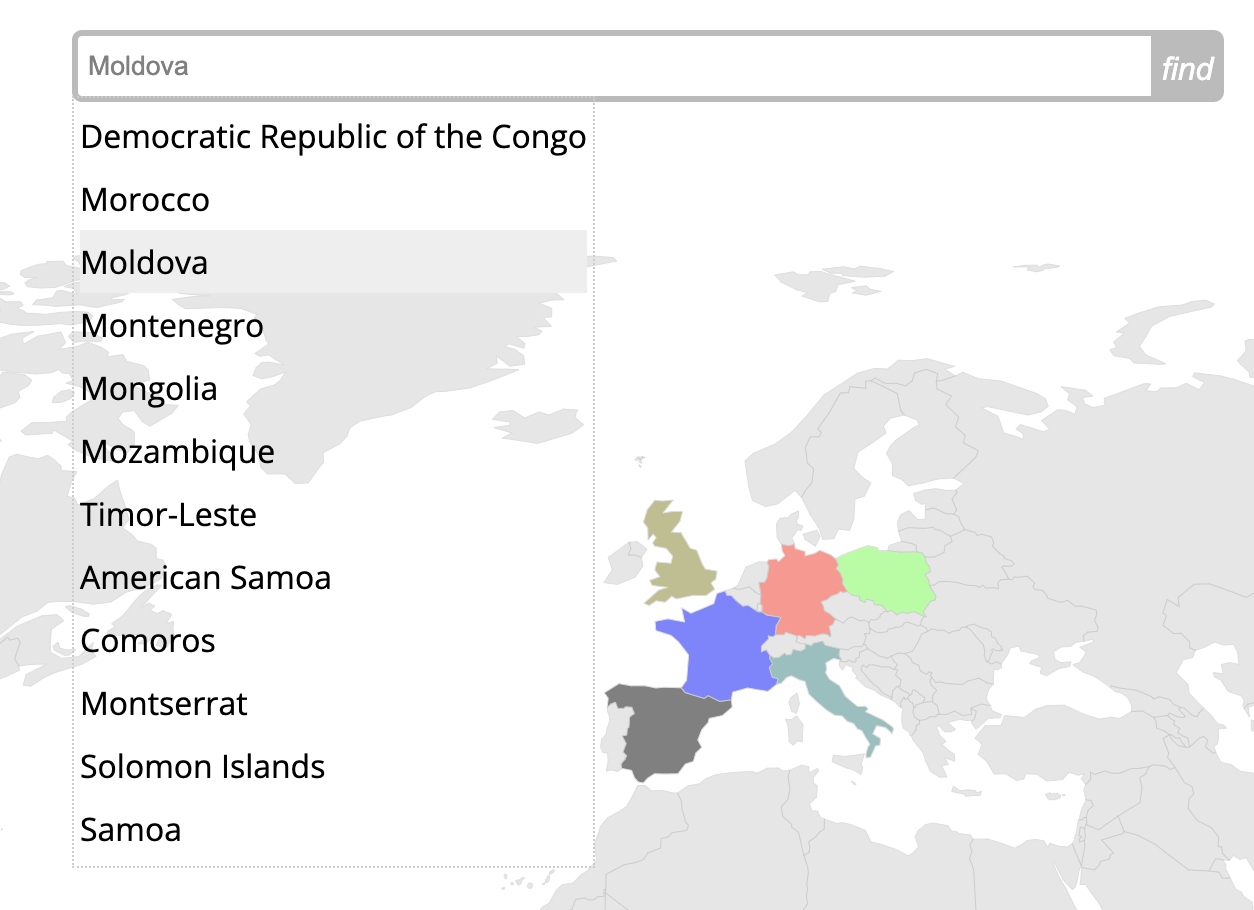 Moldova
find
Democratic Republic of the Congo
Morocco
Moldova
Montenegro
Mongolia
Mozambique
Timor-Leste
American Samoa
Comoros
Montserrat
Solomon Islands
Samoa